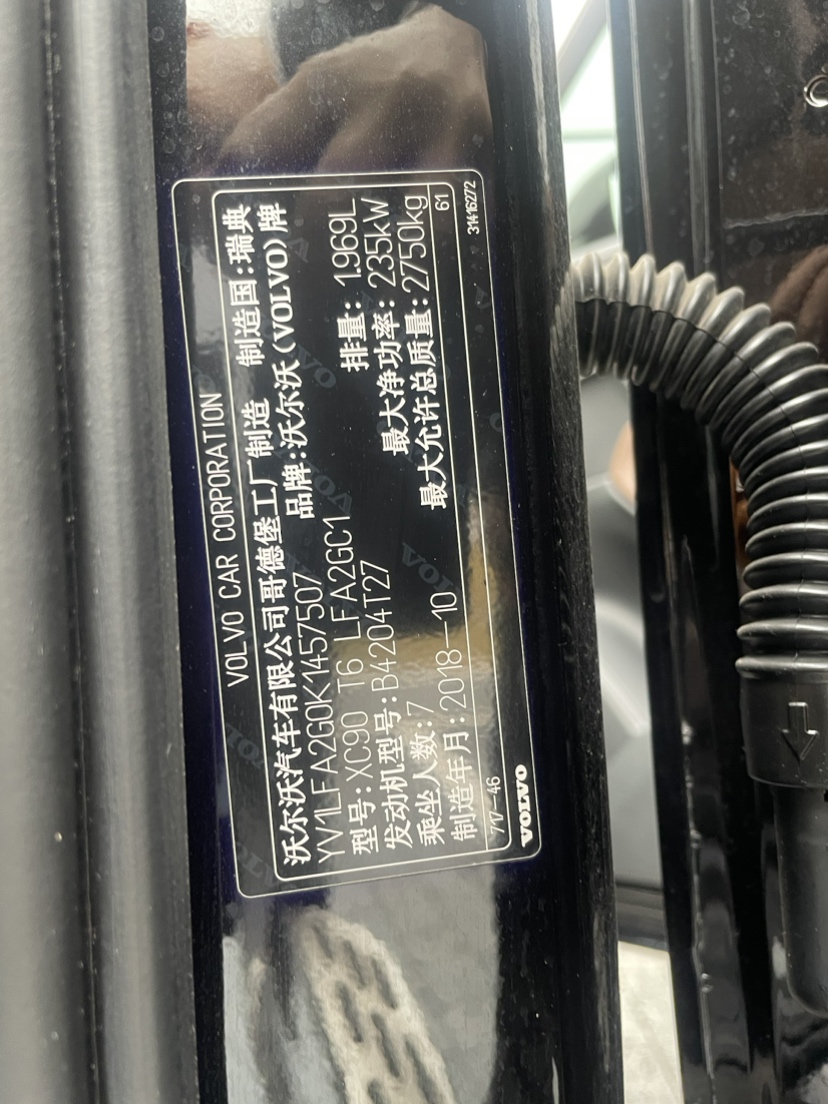 VOLVO CAR CORPORATION
沃尔沃汽车有限公司哥德堡工厂制造 制造国:瑞典
YV1LFA2G0K1457507 品牌:沃尔沃(VOLVO)牌
型号:XC90 T6 LFA2GC1 排量: 1.969L
发动机型号:B4204T27 最大净功率: 235kW
乘坐人数:7 最大允许总质量: 2750kg
制造年月:2018-10
717-46 61
VOLVO 31416272